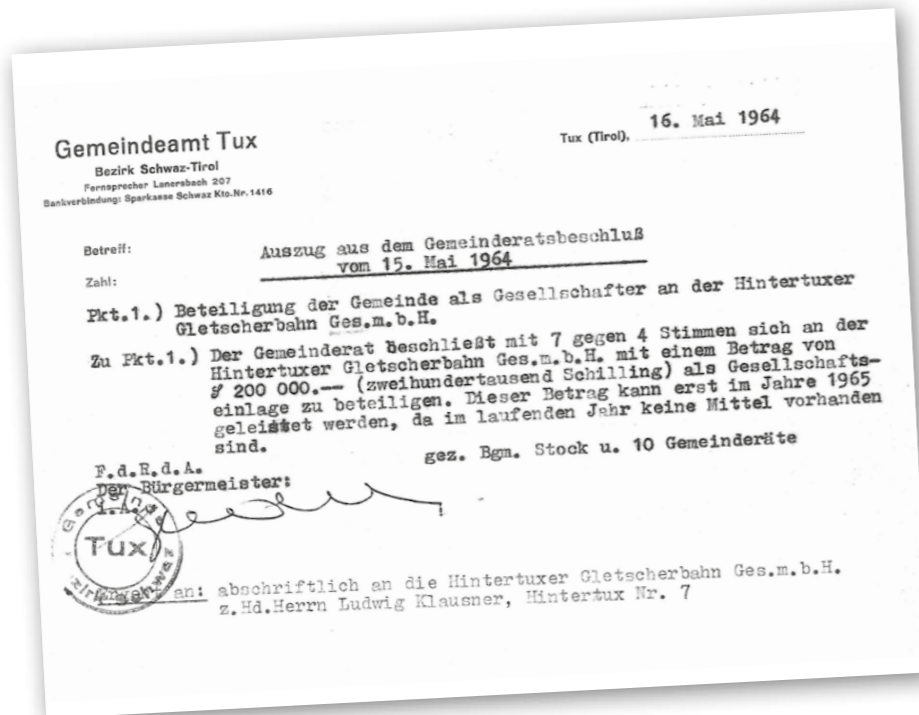 Gemeindeamt Tux
Bezirk Schwaz-Tirol
Fernsprecher Lanersbach 207
Bankverbindung: Sparkasse Schwaz Kto.Nr. 1416
Tux (Tirol), 16. Mai 1964
Betreff:
Zahl:
Auszug aus dem Gemeinderatsbeschluß
vom 15. Mai 1964
Pkt.1.) Beteiligung der Gemeinde als Gesellschafter an der Hintertuxer
Gletscherbahn Ges.m.b.H.
Zu Pkt.1.) Der Gemeinderat beschließt mit 7 gegen 4 Stimmen sich an der
Hintertuxer Gletscherbahn Ges.m.b.H. mit einem Betrag von
S 200 000.-- (zweihundertausend Schilling) als Gesellschafts-
einlage zu beteiligen. Dieser Betrag kann erst im Jahre 1965
geleistet werden, da im laufenden Jahr keine Mittel vorhanden
sind.
gez. Bgm. Stock u. 10 Gemeinderäte
F.d.R.d.A.
Der Bürgermeister:
I.A.
Gemeinde
Tux
Schwaz
an: abschriftlich an die Hintertuxer Gletscherbahn Ges.m.b.H.
z.Hd.Herrn Ludwig Klausner, Hintertux Nr. 7